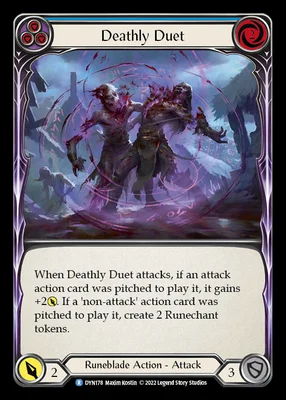 Deathly Duet
2
When Deathly Duet attacks, if an attack
action card was pitched to play it, it gains
+2. If a 'non-attack' action card was
pitched to play it, create 2 Runechant
tokens.
2
Runeblade Action - Attack
3
R DYN178 Maxim Kostin © 2022 Legend Story Studios